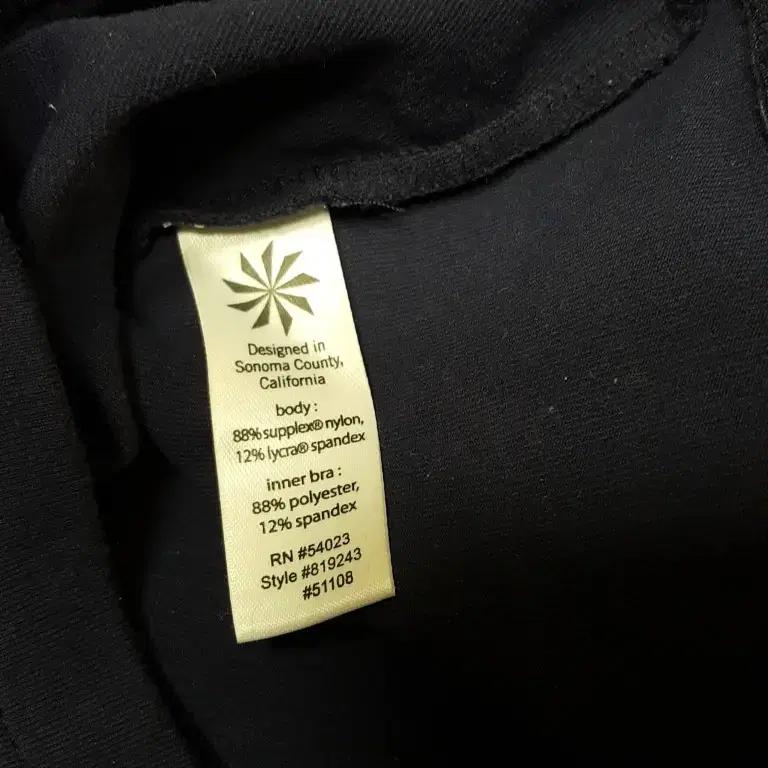 Designed in
Sonoma County,
California
body :
88% supplex® nylon,
12% lycra® spandex
inner bra :
88% polyester,
12% spandex
RN #54023
Style #819243
#51108